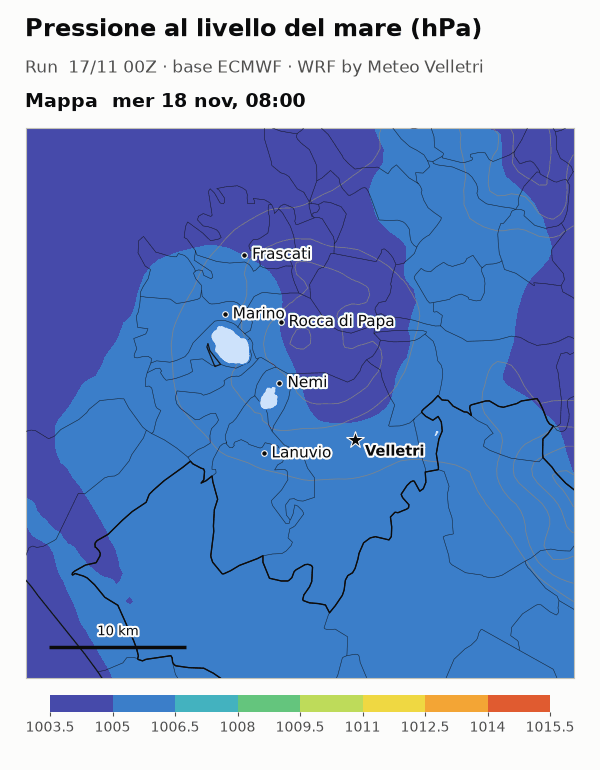 Pressione al livello del mare (hPa)
Run  17/11 00Z · base ECMWF · WRF by Meteo Velletri
Mappa  mer 18 nov, 08:00
Frascati
Marino
Rocca di Papa
Nemi
Velletri
Lanuvio
10 km
1003.5 1005 1006.5 1008 1009.5 1011 1012.5 1014 1015.5